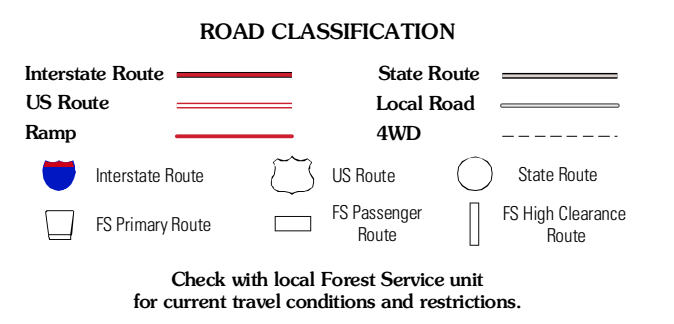 ROAD CLASSIFICATION
Interstate Route
State Route
US Route
Local Road
Ramp
4WD
Interstate Route
US Route
State Route
FS Primary Route
FS Passenger
Route
FS High Clearance
Route
Check with local Forest Service unit
for current travel conditions and restrictions.